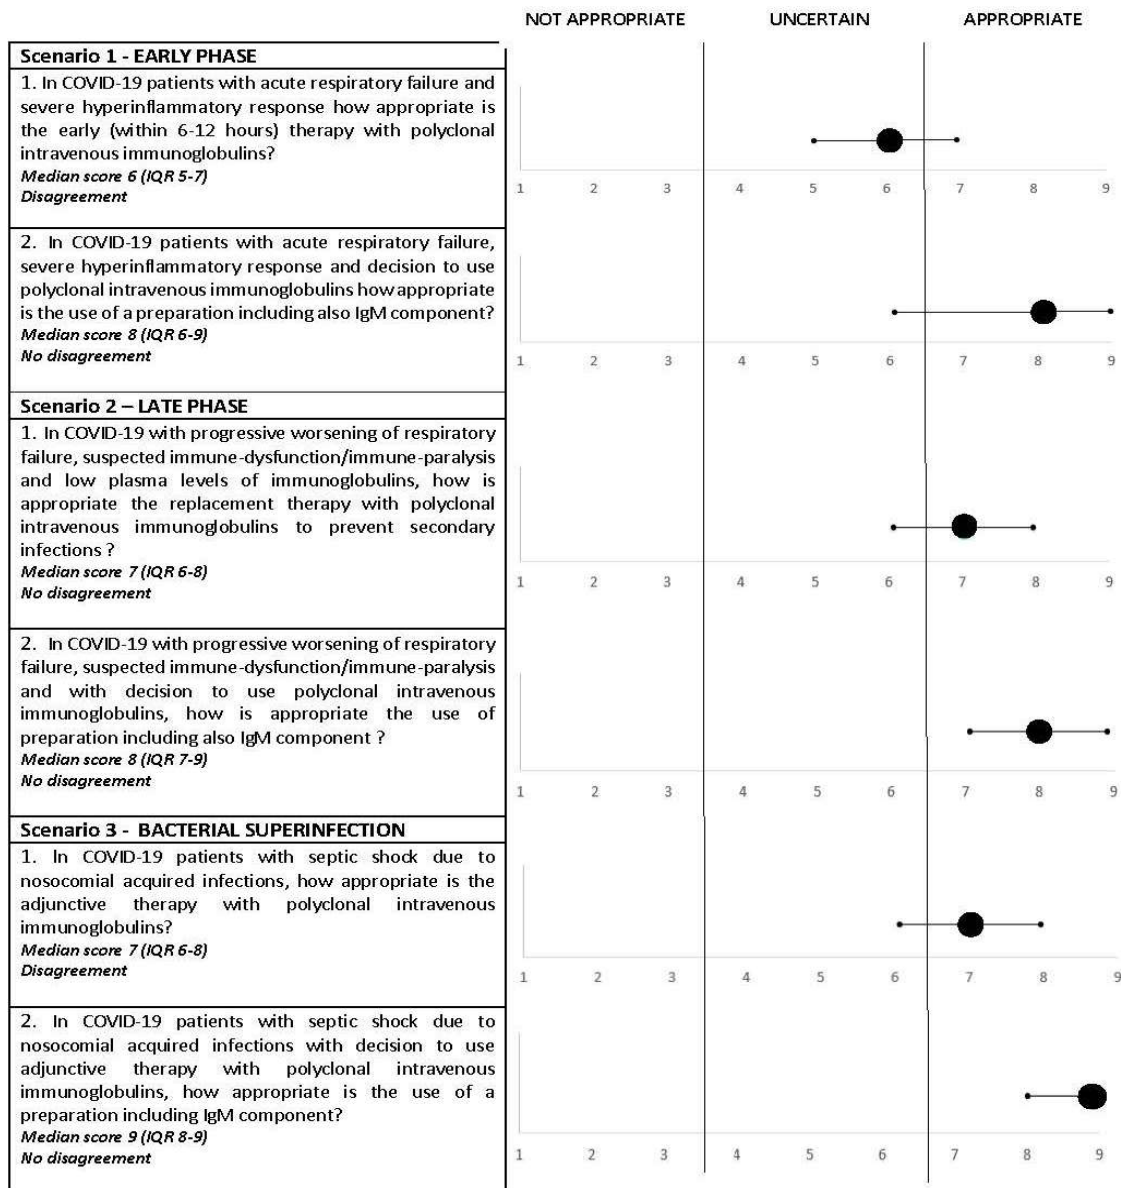 NOT APPROPRIATE UNCERTAIN APPROPRIATE
Scenario 1 - EARLY PHASE
1. In COVID-19 patients with acute respiratory failure and
severe hyperinflammatory response how appropriate is
the early (within 6-12 hours) therapy with polyclonal
intravenous immunoglobulins?
Median score 6 (IQR 5-7)
Disagreement
1 2 3 4 5 6 7 8 9
2. In COVID-19 patients with acute respiratory failure,
severe hyperinflammatory response and decision to use
polyclonal intravenous immunoglobulins how appropriate
is the use of a preparation including also IgM component?
Median score 8 (IQR 6-9)
No disagreement
1 2 3 4 5 6 7 8 9
Scenario 2 – LATE PHASE
1. In COVID-19 with progressive worsening of respiratory
failure, suspected immune-dysfunction/immune-paralysis
and low plasma levels of immunoglobulins, how is
appropriate the replacement therapy with polyclonal
intravenous immunoglobulins to prevent secondary
infections ?
Median score 7 (IQR 6-8)
No disagreement
1 2 3 4 5 6 7 8 9
2. In COVID-19 with progressive worsening of respiratory
failure, suspected immune-dysfunction/immune-paralysis
and with decision to use polyclonal intravenous
immunoglobulins, how is appropriate the use of
preparation including also IgM component ?
Median score 8 (IQR 7-9)
No disagreement
1 2 3 4 5 6 7 8 9
Scenario 3 - BACTERIAL SUPERINFECTION
1. In COVID-19 patients with septic shock due to
nosocomial acquired infections, how appropriate is the
adjunctive therapy with polyclonal intravenous
immunoglobulins?
Median score 7 (IQR 6-8)
Disagreement
1 2 3 4 5 6 7 8 9
2. In COVID-19 patients with septic shock due to
nosocomial acquired infections with decision to use
adjunctive therapy with polyclonal intravenous
immunoglobulins, how appropriate is the use of a
preparation including IgM component?
Median score 9 (IQR 8-9)
No disagreement
1 2 3 4 5 6 7 8 9